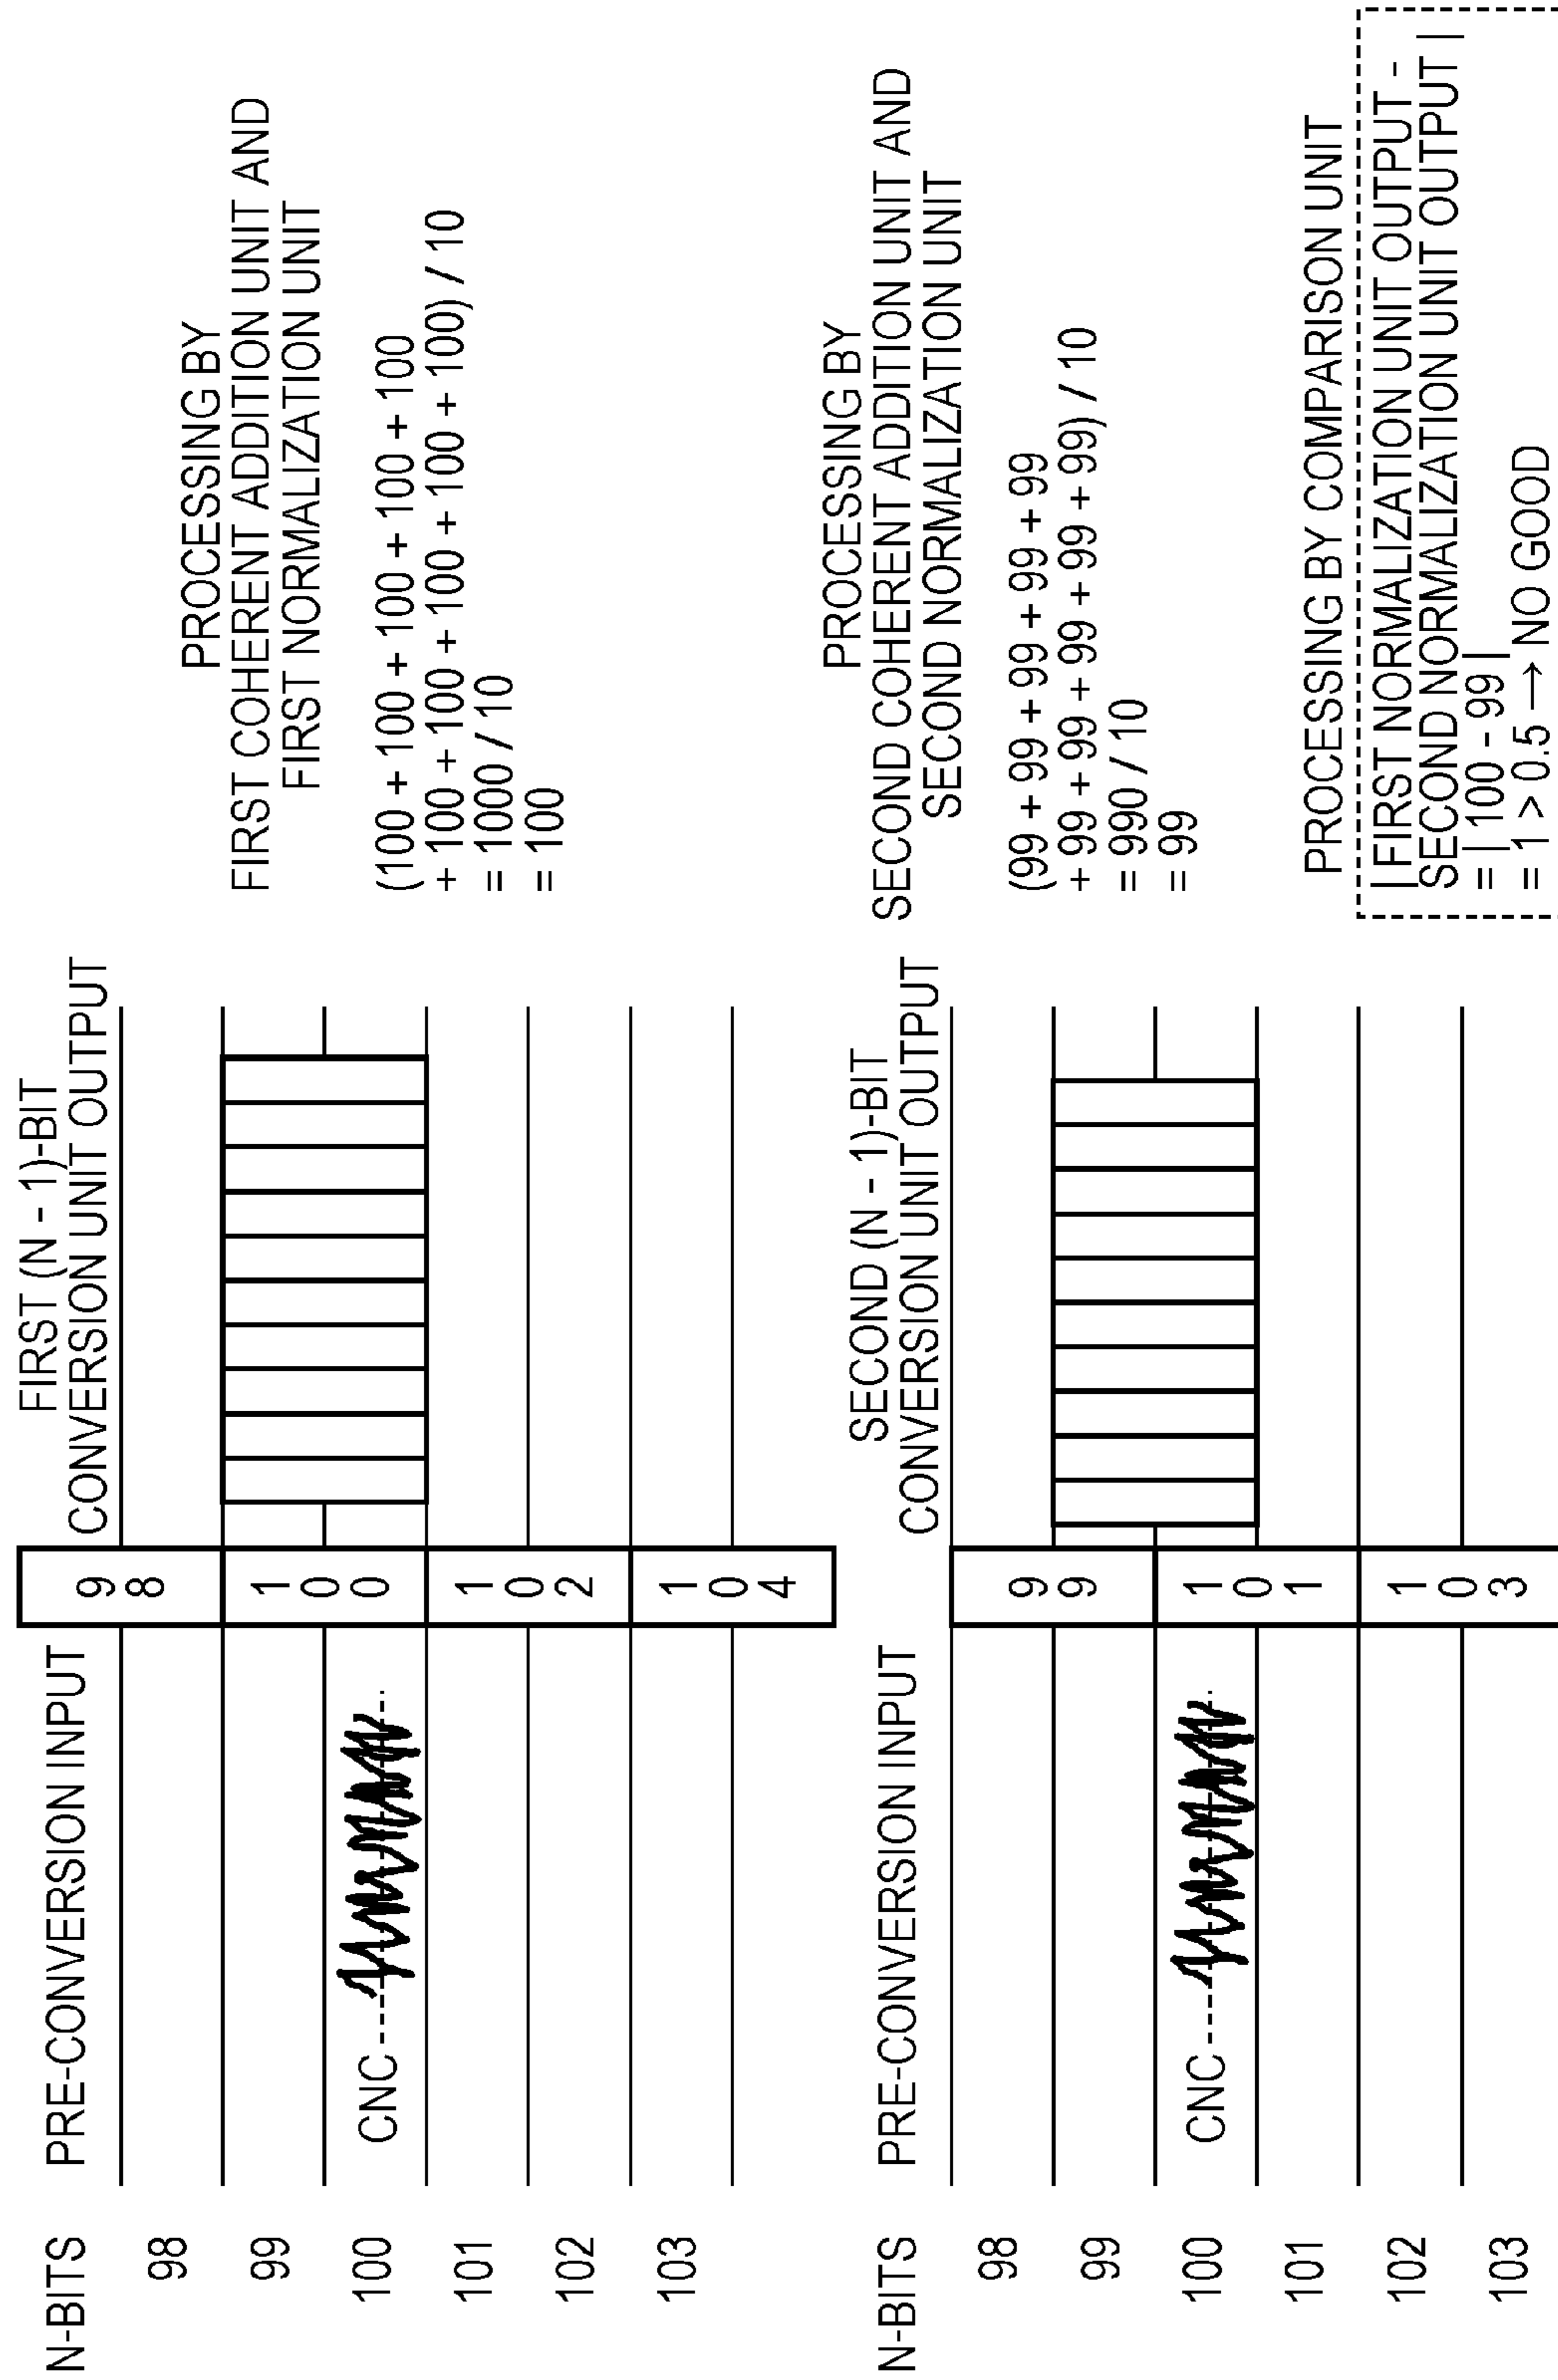 N-BITS
PRE-CONVERSION INPUT
FIRST (N - 1)-BIT
CONVERSION UNIT OUTPUT
98
99
100
101
102
103
CNC
98
100
102
104
PROCESSING BY
FIRST COHERENT ADDITION UNIT AND
FIRST NORMALIZATION UNIT
(100 + 100 + 100 + 100 + 100
+ 100 + 100 + 100 + 100 + 100) / 10
= 1000 / 10
= 100
N-BITS
PRE-CONVERSION INPUT
SECOND (N - 1)-BIT
CONVERSION UNIT OUTPUT
98
99
100
101
102
103
CNC
99
101
103
PROCESSING BY
SECOND COHERENT ADDITION UNIT AND
SECOND NORMALIZATION UNIT
(99 + 99 + 99 + 99 + 99
+ 99 + 99 + 99 + 99 + 99) / 10
= 990 / 10
= 99
PROCESSING BY COMPARISON UNIT
|FIRST NORMALIZATION UNIT OUTPUT -
SECOND NORMALIZATION UNIT OUTPUT |
= | 100 - 99 |
= 1 > 0.5 → NO GOOD